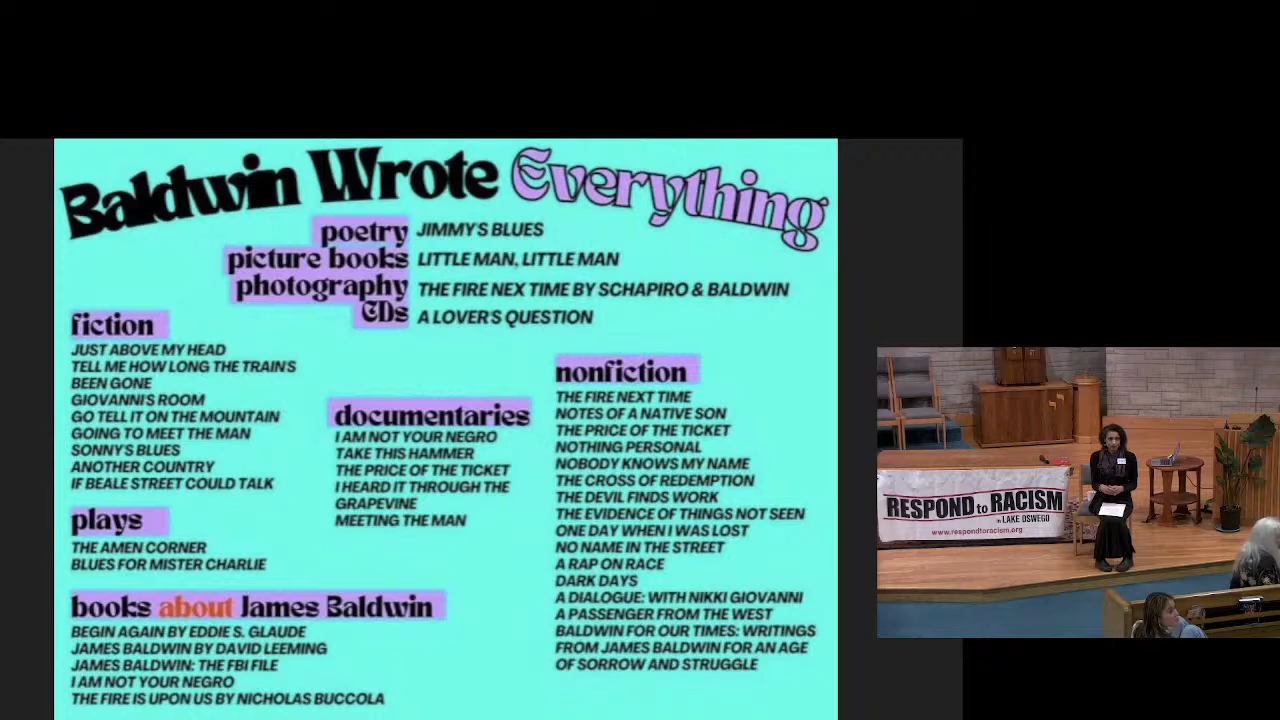 Baldwin Wrote Everything
poetry JIMMY'S BLUES
picture books LITTLE MAN, LITTLE MAN
photography THE FIRE NEX TIME BY SCHAPIRO & BALDWIN
CDs A LOVER'S QUESTION
fiction
JUST ABOVE MY HEAD
TELL ME HOW LONG THE TRAIN'S
BEEN GONE
GIOVANNI'S ROOM
GO TELL IT ON THE MOUNTAIN
GOING TO MEET THE MAN
SONNY'S BLUES
ANOTHER COUNTRY
IF BEALE STREET COULD TALK
plays
THE AMEN CORNER
BLUES FOR MISTER CHARLIE
documentaries
I AM NOT YOUR NEGRO
TAKE THIS HAMMER
THE PRICE OF THE TICKET
I HEARD IT THROUGH THE
GRAPEVINE
MEETING THE MAN
nonfiction
THE FIRE NEXT TIME
NOTES OF A NATIVE SON
THE PRICE OF THE TICKET
NOTHING PERSONAL
NOBODY KNOWS MY NAME
THE CROSS OF REDEMPTION
THE DEVIL FINDS WORK
THE EVIDENCE OF THINGS NOT SEEN
ONE DAY WHEN I WAS LOST
NO NAME IN THE STREET
A RAP ON RACE
DARK DAYS
A DIALOGUE: WITH NIKKI GIOVANNI
A PASSENGER FROM THE WEST
BALDWIN FOR OUR TIMES: WRITINGS
FROM JAMES BALDWIN FOR AN AGE
OF SORROW AND STRUGGLE
books about James Baldwin
BEGIN AGAIN BY EDDIE S. GLAUDE
JAMES BALDWIN BY DAVID LEEMING
JAMES BALDWIN: THE FBI FILE
I AM NOT YOUR NEGRO
THE FIRE IS UPON US BY NICHOLAS BUCCOLA
RESPOND to RACISM
IN LAKE OSWEGO
www.respondtoracism.org